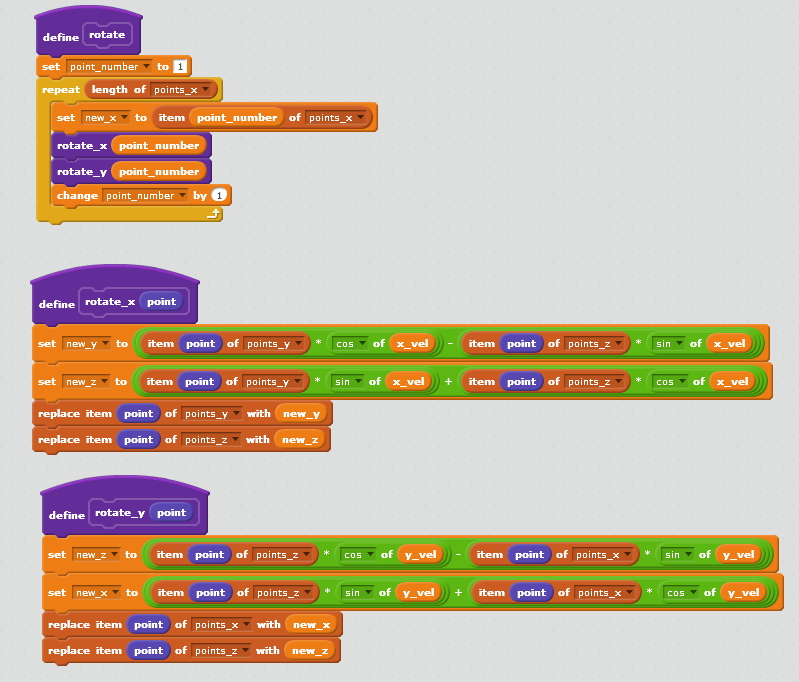 define rotate
set point_number to 1
repeat length of points_x
set new_x to item point_number of points_x
rotate_x point_number
rotate_y point_number
change point_number by 1
define rotate_x point
set new_y to item point of points_y * cos of x_vel - item point of points_z * sin of x_vel
set new_z to item point of points_y * sin of x_vel + item point of points_z * cos of x_vel
replace item point of points_y with new_y
replace item point of points_z with new_z
define rotate_y point
set new_z to item point of points_z * cos of y_vel - item point of points_x * sin of y_vel
set new_x to item point of points_z * sin of y_vel + item point of points_x * cos of y_vel
replace item point of points_x with new_x
replace item point of points_z with new_z